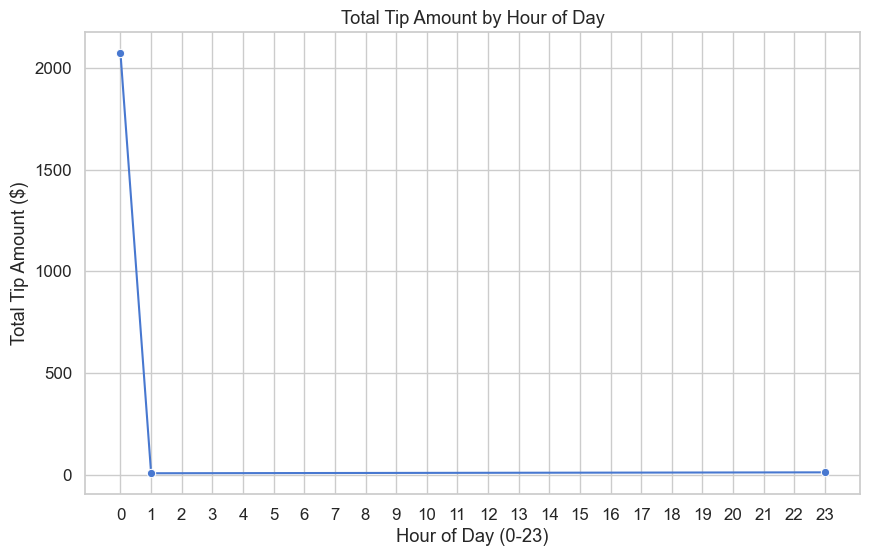 Total Tip Amount by Hour of Day
Total Tip Amount ($)
2000
1500
1000
500
0
0 1 2 3 4 5 6 7 8 9 10 11 12 13 14 15 16 17 18 19 20 21 22 23
Hour of Day (0-23)